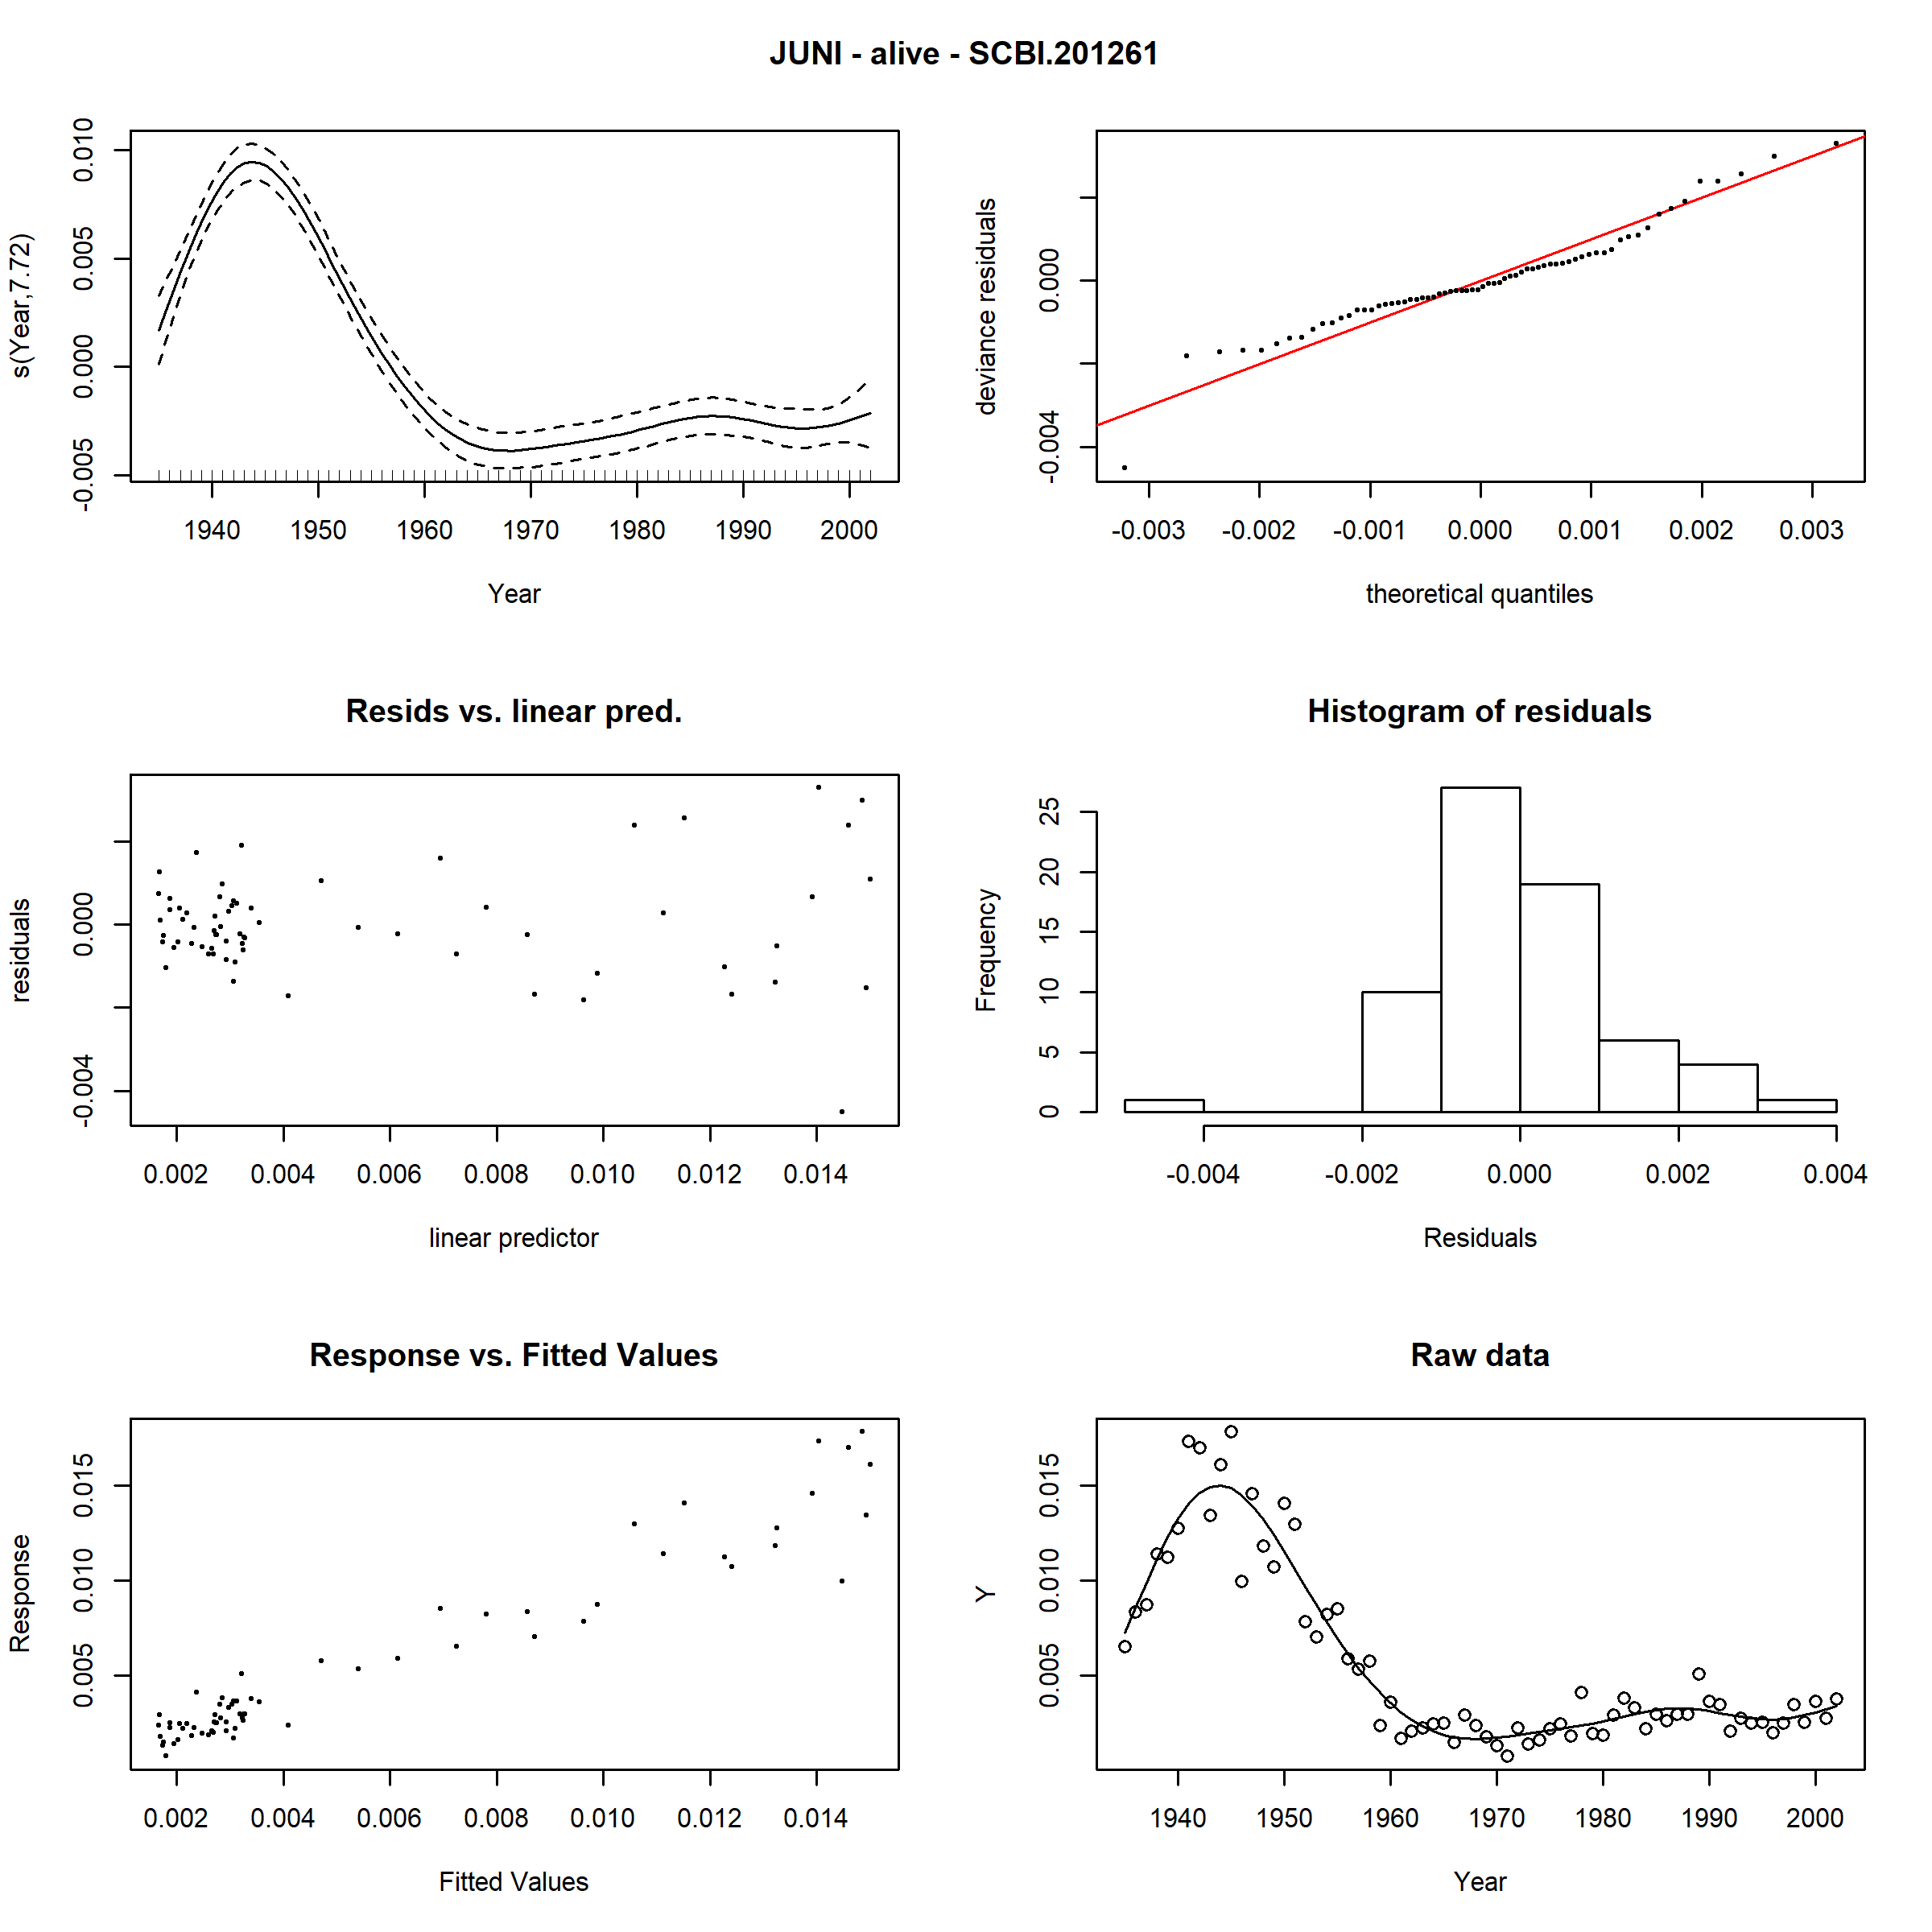 JUNI - alive - SCBI.201261
s(Year,7.72)
-0.005 0.000 0.005 0.010
1940 1950 1960 1970 1980 1990 2000
Year
deviance residuals
-0.004 0.000
-0.003 -0.002 -0.001 0.000 0.001 0.002 0.003
theoretical quantiles
Resids vs. linear pred.
residuals
-0.004 0.000
0.002 0.004 0.006 0.008 0.010 0.012 0.014
linear predictor
Histogram of residuals
Frequency
0 5 10 15 20 25
-0.004 -0.002 0.000 0.002 0.004
Residuals
Response vs. Fitted Values
Response
0.005 0.010 0.015
0.002 0.004 0.006 0.008 0.010 0.012 0.014
Fitted Values
Raw data
Y
0.005 0.010 0.015
1940 1950 1960 1970 1980 1990 2000
Year